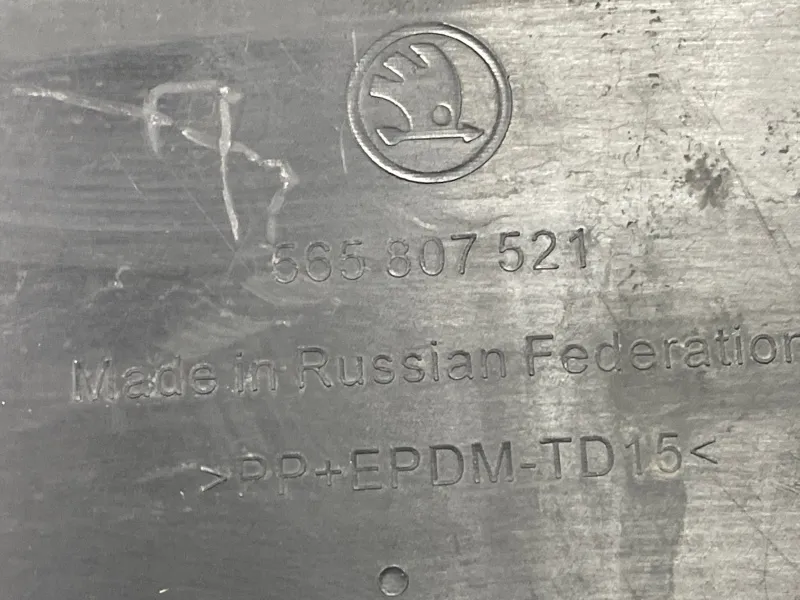 565 807 521
Made in Russian Federation
>PP+EPDM-TD15<